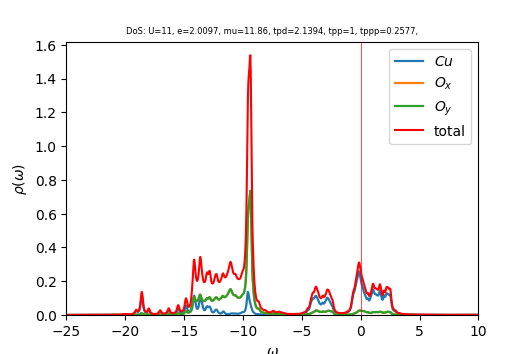 DoS: U=11, e=2.0097, mu=11.86, tpd=2.1394, tpp=1, tppp=0.2577,
1.6
1.4
1.2
1.0
0.8
0.6
0.4
0.2
0.0
ρ(ω)
Cu
Oₓ
O_y
total
−25 −20 −15 −10 −5 0 5 10
ω